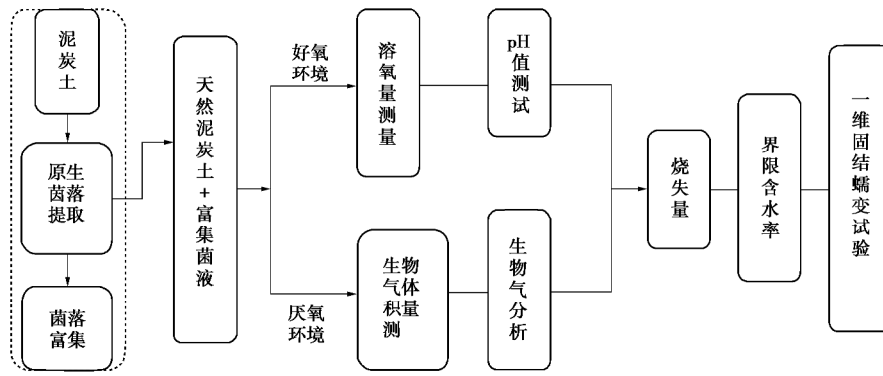 泥炭土
原生
茵落
提取
菌落
富集
天然泥炭土+富集菌液
好氧
环境
厌氧
环境
溶氧量测量
pH
值测试
生物
气体
积量
测
生物气分析
烧失量
界限含水率
一维固结蠕变试验